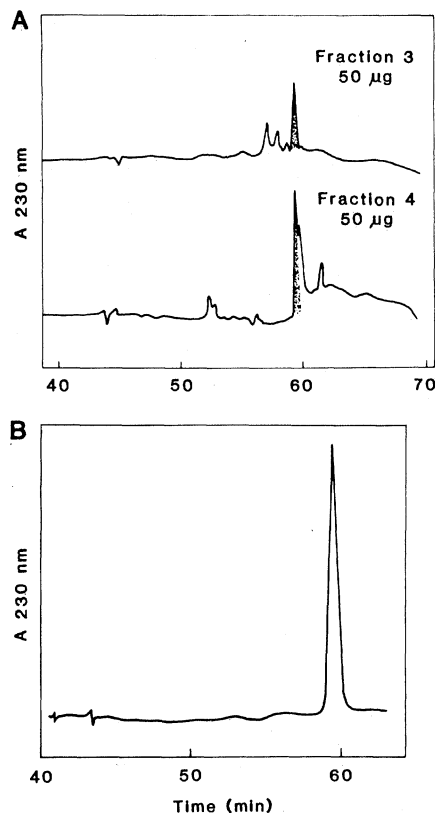 A
Fraction 3
50 µg
Fraction 4
50 µg
A 230 nm
40 50 60 70
B
A 230 nm
40 50 60
Time (min)